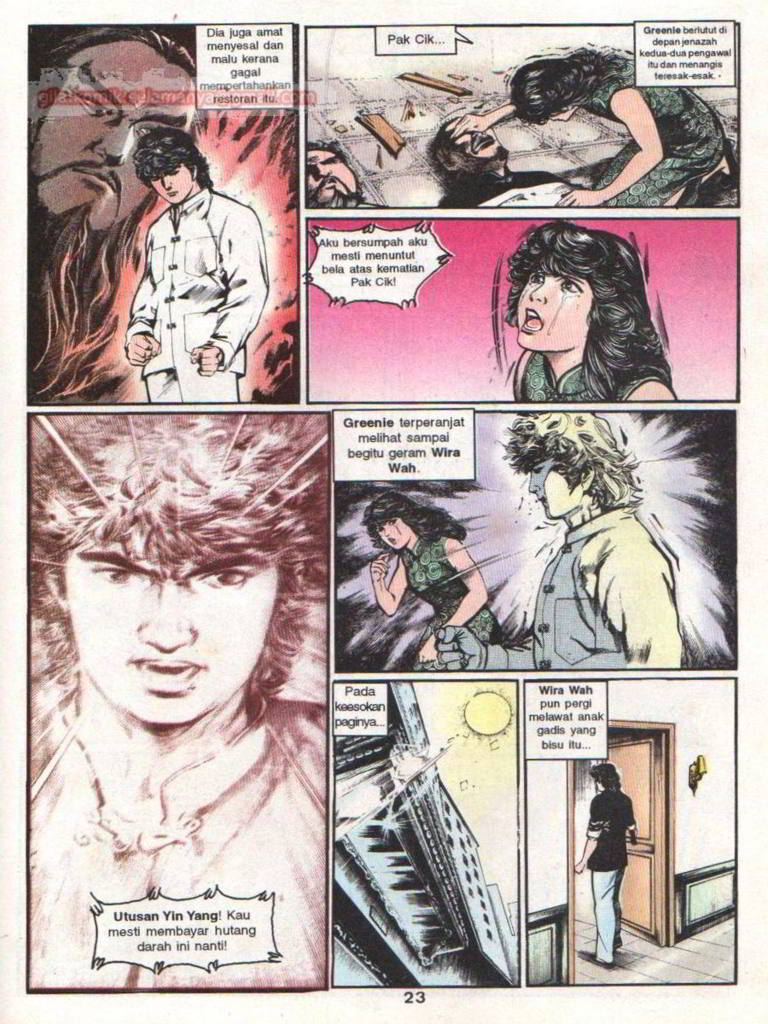 Dia juga amat
menyesal dan
malu kerana
gagal
mempertahankan
restoran itu.
Pak Cik...
Greenie berlutut di
depan jenazah
kedua-dua pengawal
itu dan menangis
teresak-esak.
Aku bersumpah aku
mesti menuntut
bela atas kematian
Pak Cik!
Utusan Yin Yang! Kau
mesti membayar hutang
darah ini nanti!
Greenie terperanjat
melihat sampai
begitu geram Wira
Wah.
Pada
keesokan
paginya...
Wira Wah
pun pergi
melawat anak
gadis yang
bisu itu...
23